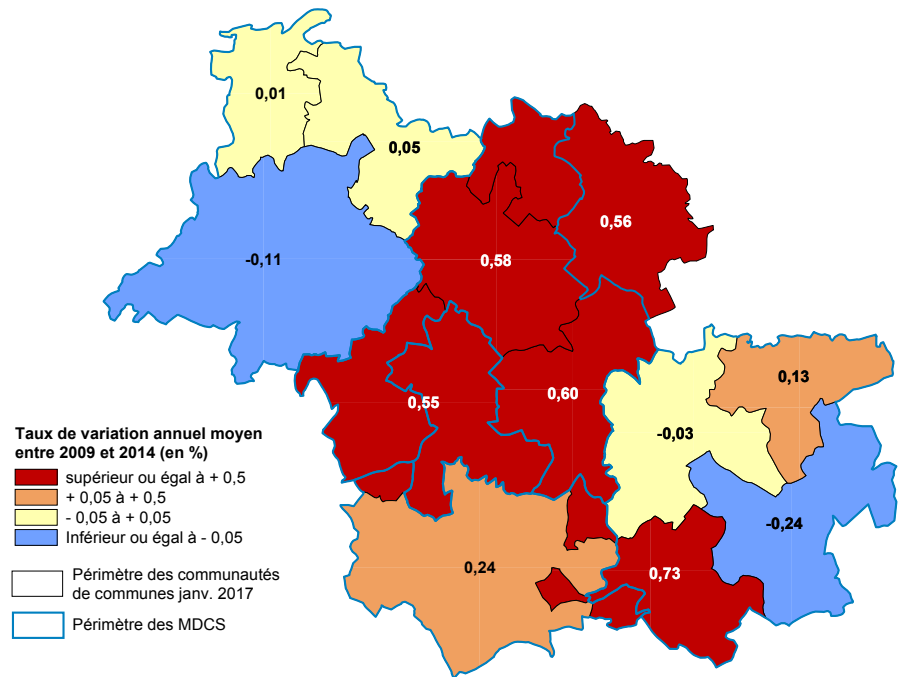 0,01
0,05
0,56
-0,11
0,58
0,13
0,60
0,55
-0,03
Taux de variation annuel moyen
entre 2009 et 2014 (en %)
supérieur ou égal à + 0,5
+ 0,05 à + 0,5
- 0,05 à + 0,05
Inférieur ou égal à - 0,05
-0,24
0,24
0,73
Périmètre des communautés
de communes janv. 2017
Périmètre des MDCS